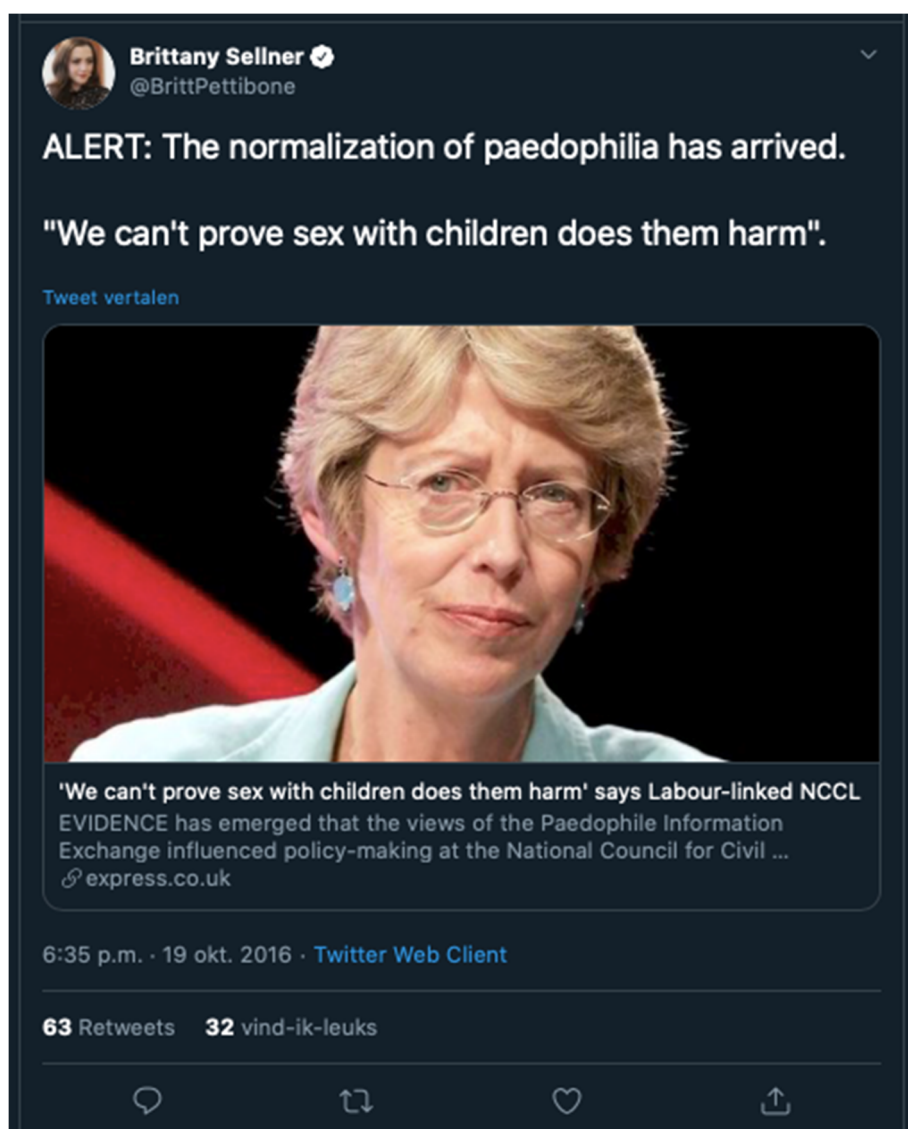 Brittany Sellner
@BrittPettibone
ALERT: The normalization of paedophilia has arrived.
"We can't prove sex with children does them harm".
Tweet vertalen
'We can't prove sex with children does them harm' says Labour-linked NCCL
EVIDENCE has emerged that the views of the Paedophile Information
Exchange influenced policy-making at the National Council for Civil ...
express.co.uk
6:35 p.m. · 19 okt. 2016 · Twitter Web Client
63 Retweets 32 vind-ik-leuks